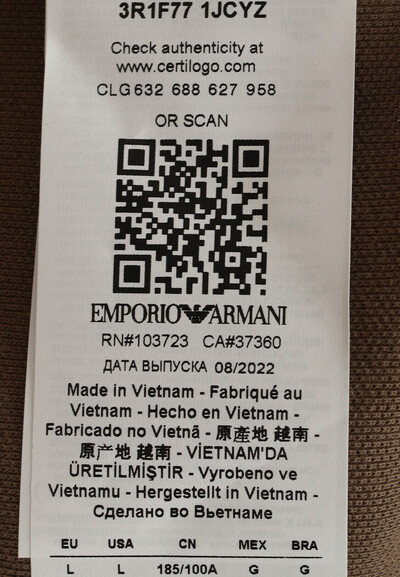 3R1F77 1JCYZ
Check authenticity at
www.certilogo.com
CLG 632 688 627 958
OR SCAN
EMPORIO ARMANI
RN#103723 CA#37360
ДАТА ВЫПУСКА 08/2022
Made in Vietnam - Fabriqué au
Vietnam - Hecho en Vietnam -
Fabricado no Vietnã - 原產地 越南 -
原产地 越南 - VİETNAM'DA
ÜRETİLMİŞTİR - Vyrobeno ve
Vietnamu - Hergestellt in Vietnam -
Сделано во Вьетнаме
EU USA CN MEX BRA
L L 185/100A G G